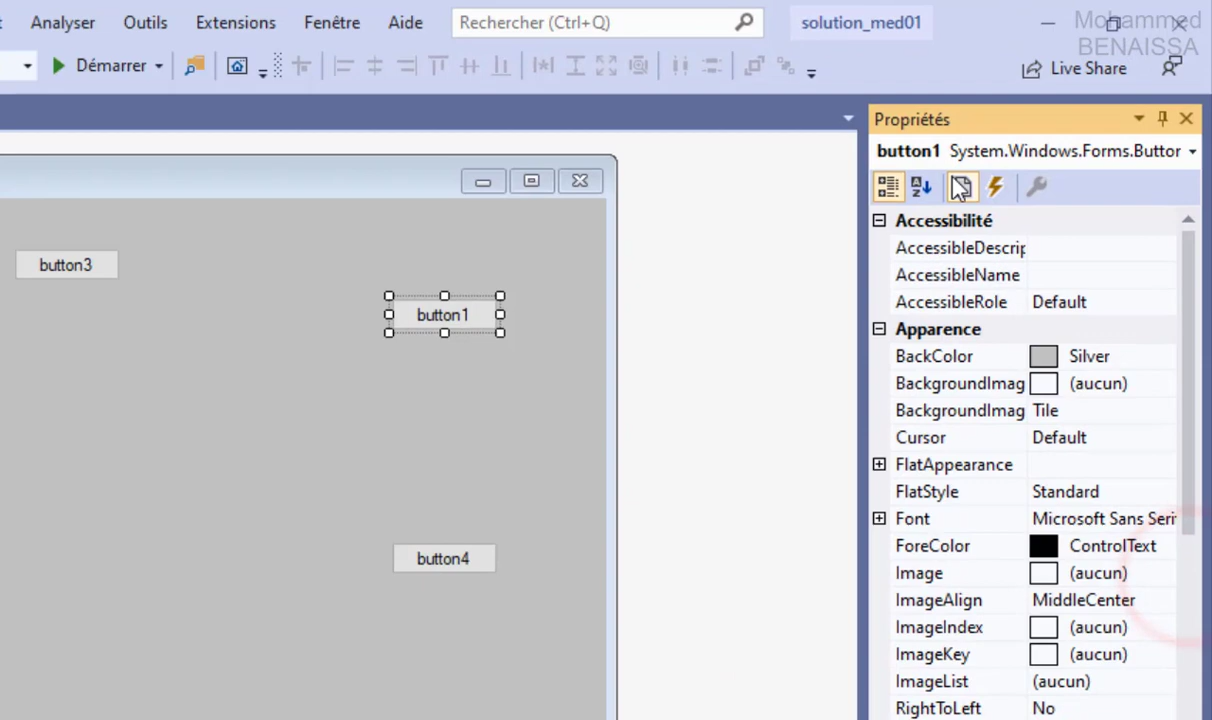 Analyser Outils Extensions Fenêtre Aide Rechercher (Ctrl+Q) solution_med01
Mohammed
BENAISSA
Démarrer Live Share
Propriétés
button1 System.Windows.Forms.Buttor
Accessibilité
AccessibleDescrip
AccessibleName
AccessibleRole Default
Apparence
BackColor Silver
BackgroundImag (aucun)
BackgroundImag Tile
Cursor Default
FlatAppearance
FlatStyle Standard
Font Microsoft Sans Serif
ForeColor ControlText
Image (aucun)
ImageAlign MiddleCenter
ImageIndex (aucun)
ImageKey (aucun)
ImageList (aucun)
RightToLeft No
button3
button1
button4